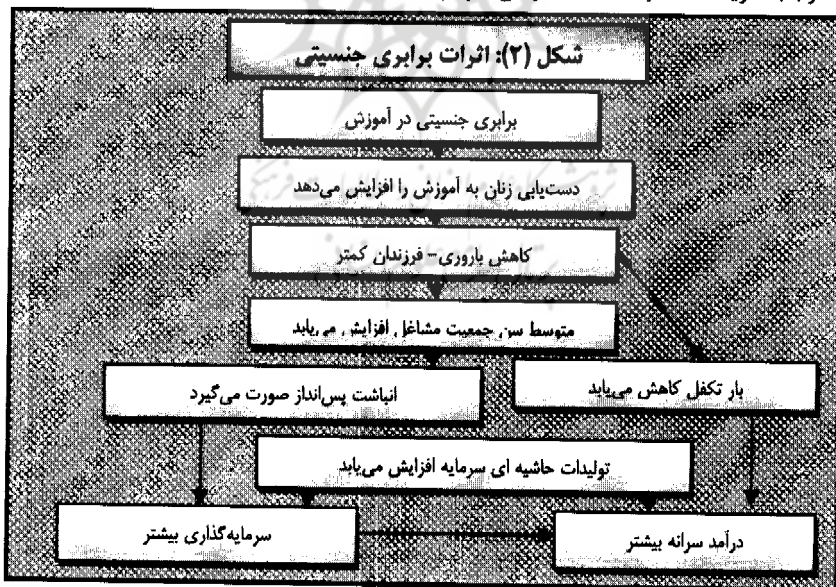 شکل (۲): اثرات برابری جنسیتی
برابری جنسیتی در آموزش
دست‌یابی زنان به آموزش را افزایش می‌دهد
کاهش باروری- فرزندان کمتر
متوسط سن جمعیت مشاغل افزایش می‌یابد
بار تکفل کاهش می‌یابد
انباشت پس‌انداز صورت می‌گیرد
تولیدات حاشیه ای سرمایه افزایش می‌یابد
درآمد سرانه بیشتر
سرمایه‌گذاری بیشتر